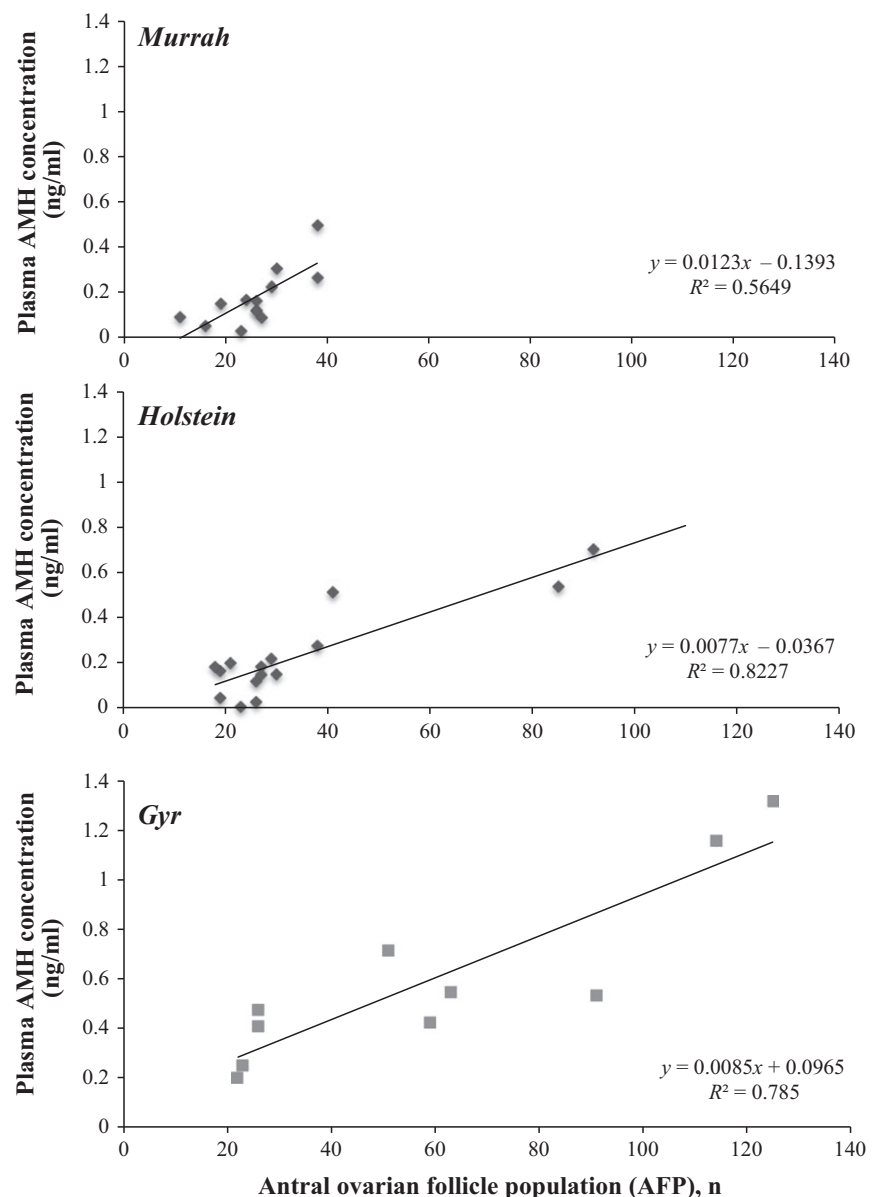 Murrah
Plasma AMH concentration
(ng/ml)
1.4
1.2
1
0.8
0.6
0.4
0.2
0
y = 0.0123x – 0.1393
R² = 0.5649
0 20 40 60 80 100 120 140
Holstein
Plasma AMH concentration
(ng/ml)
1.4
1.2
1
0.8
0.6
0.4
0.2
0
y = 0.0077x – 0.0367
R² = 0.8227
0 20 40 60 80 100 120 140
Gyr
Plasma AMH concentration
(ng/ml)
1.4
1.2
1
0.8
0.6
0.4
0.2
0
y = 0.0085x + 0.0965
R² = 0.785
0 20 40 60 80 100 120 140
Antral ovarian follicle population (AFP), n